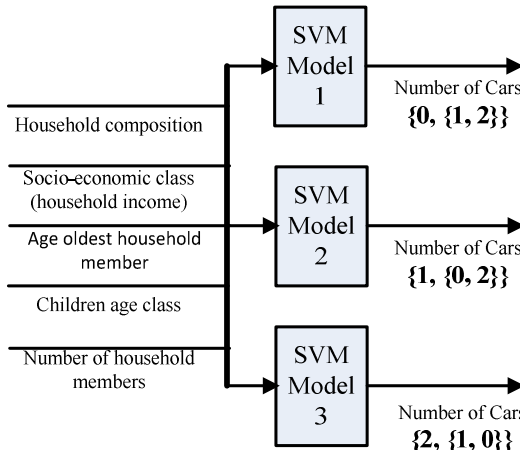 SVM
Model
1
Number of Cars
{0, {1, 2}}
Household composition
Socio-economic class
(household income)
Age oldest household
member
Children age class
Number of household
members
SVM
Model
2
Number of Cars
{1, {0, 2}}
SVM
Model
3
Number of Cars
{2, {1, 0}}